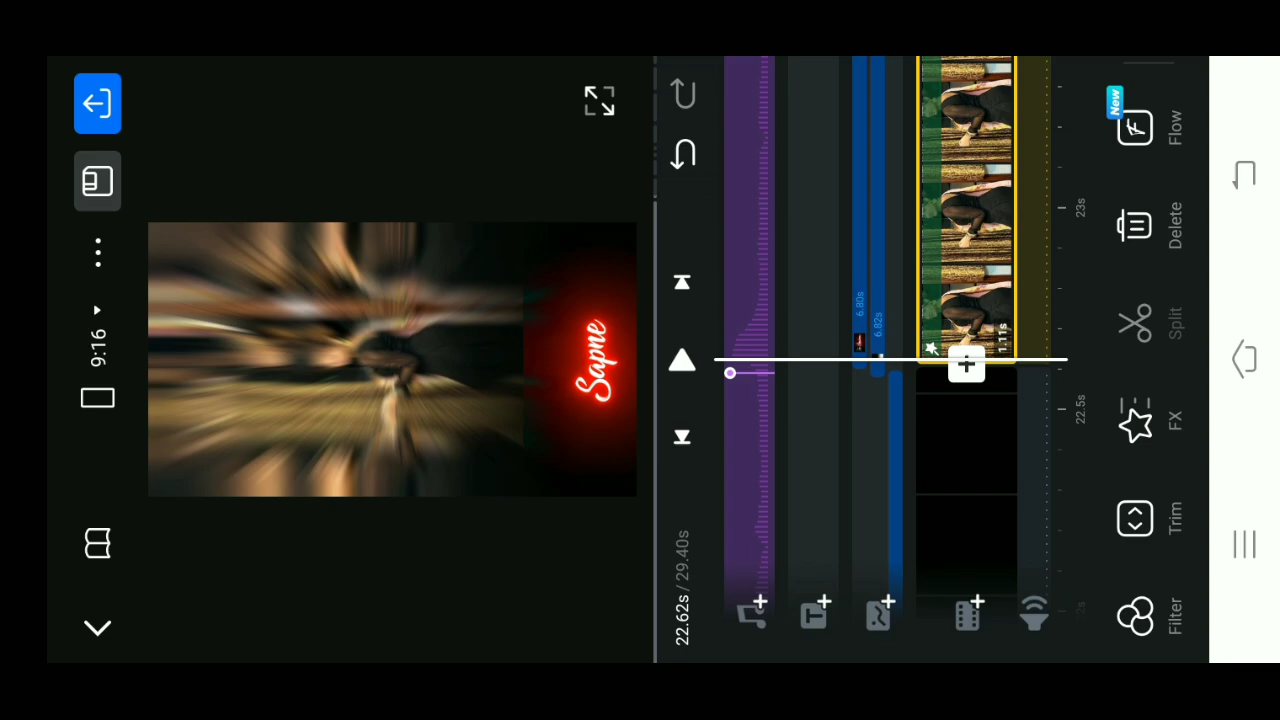 9:16
Sapne
22.62s / 29.40s
6.80s
6.82s
1.11s
22.5s
23s
Filter
Trim
FX
Split
Delete
Flow
New